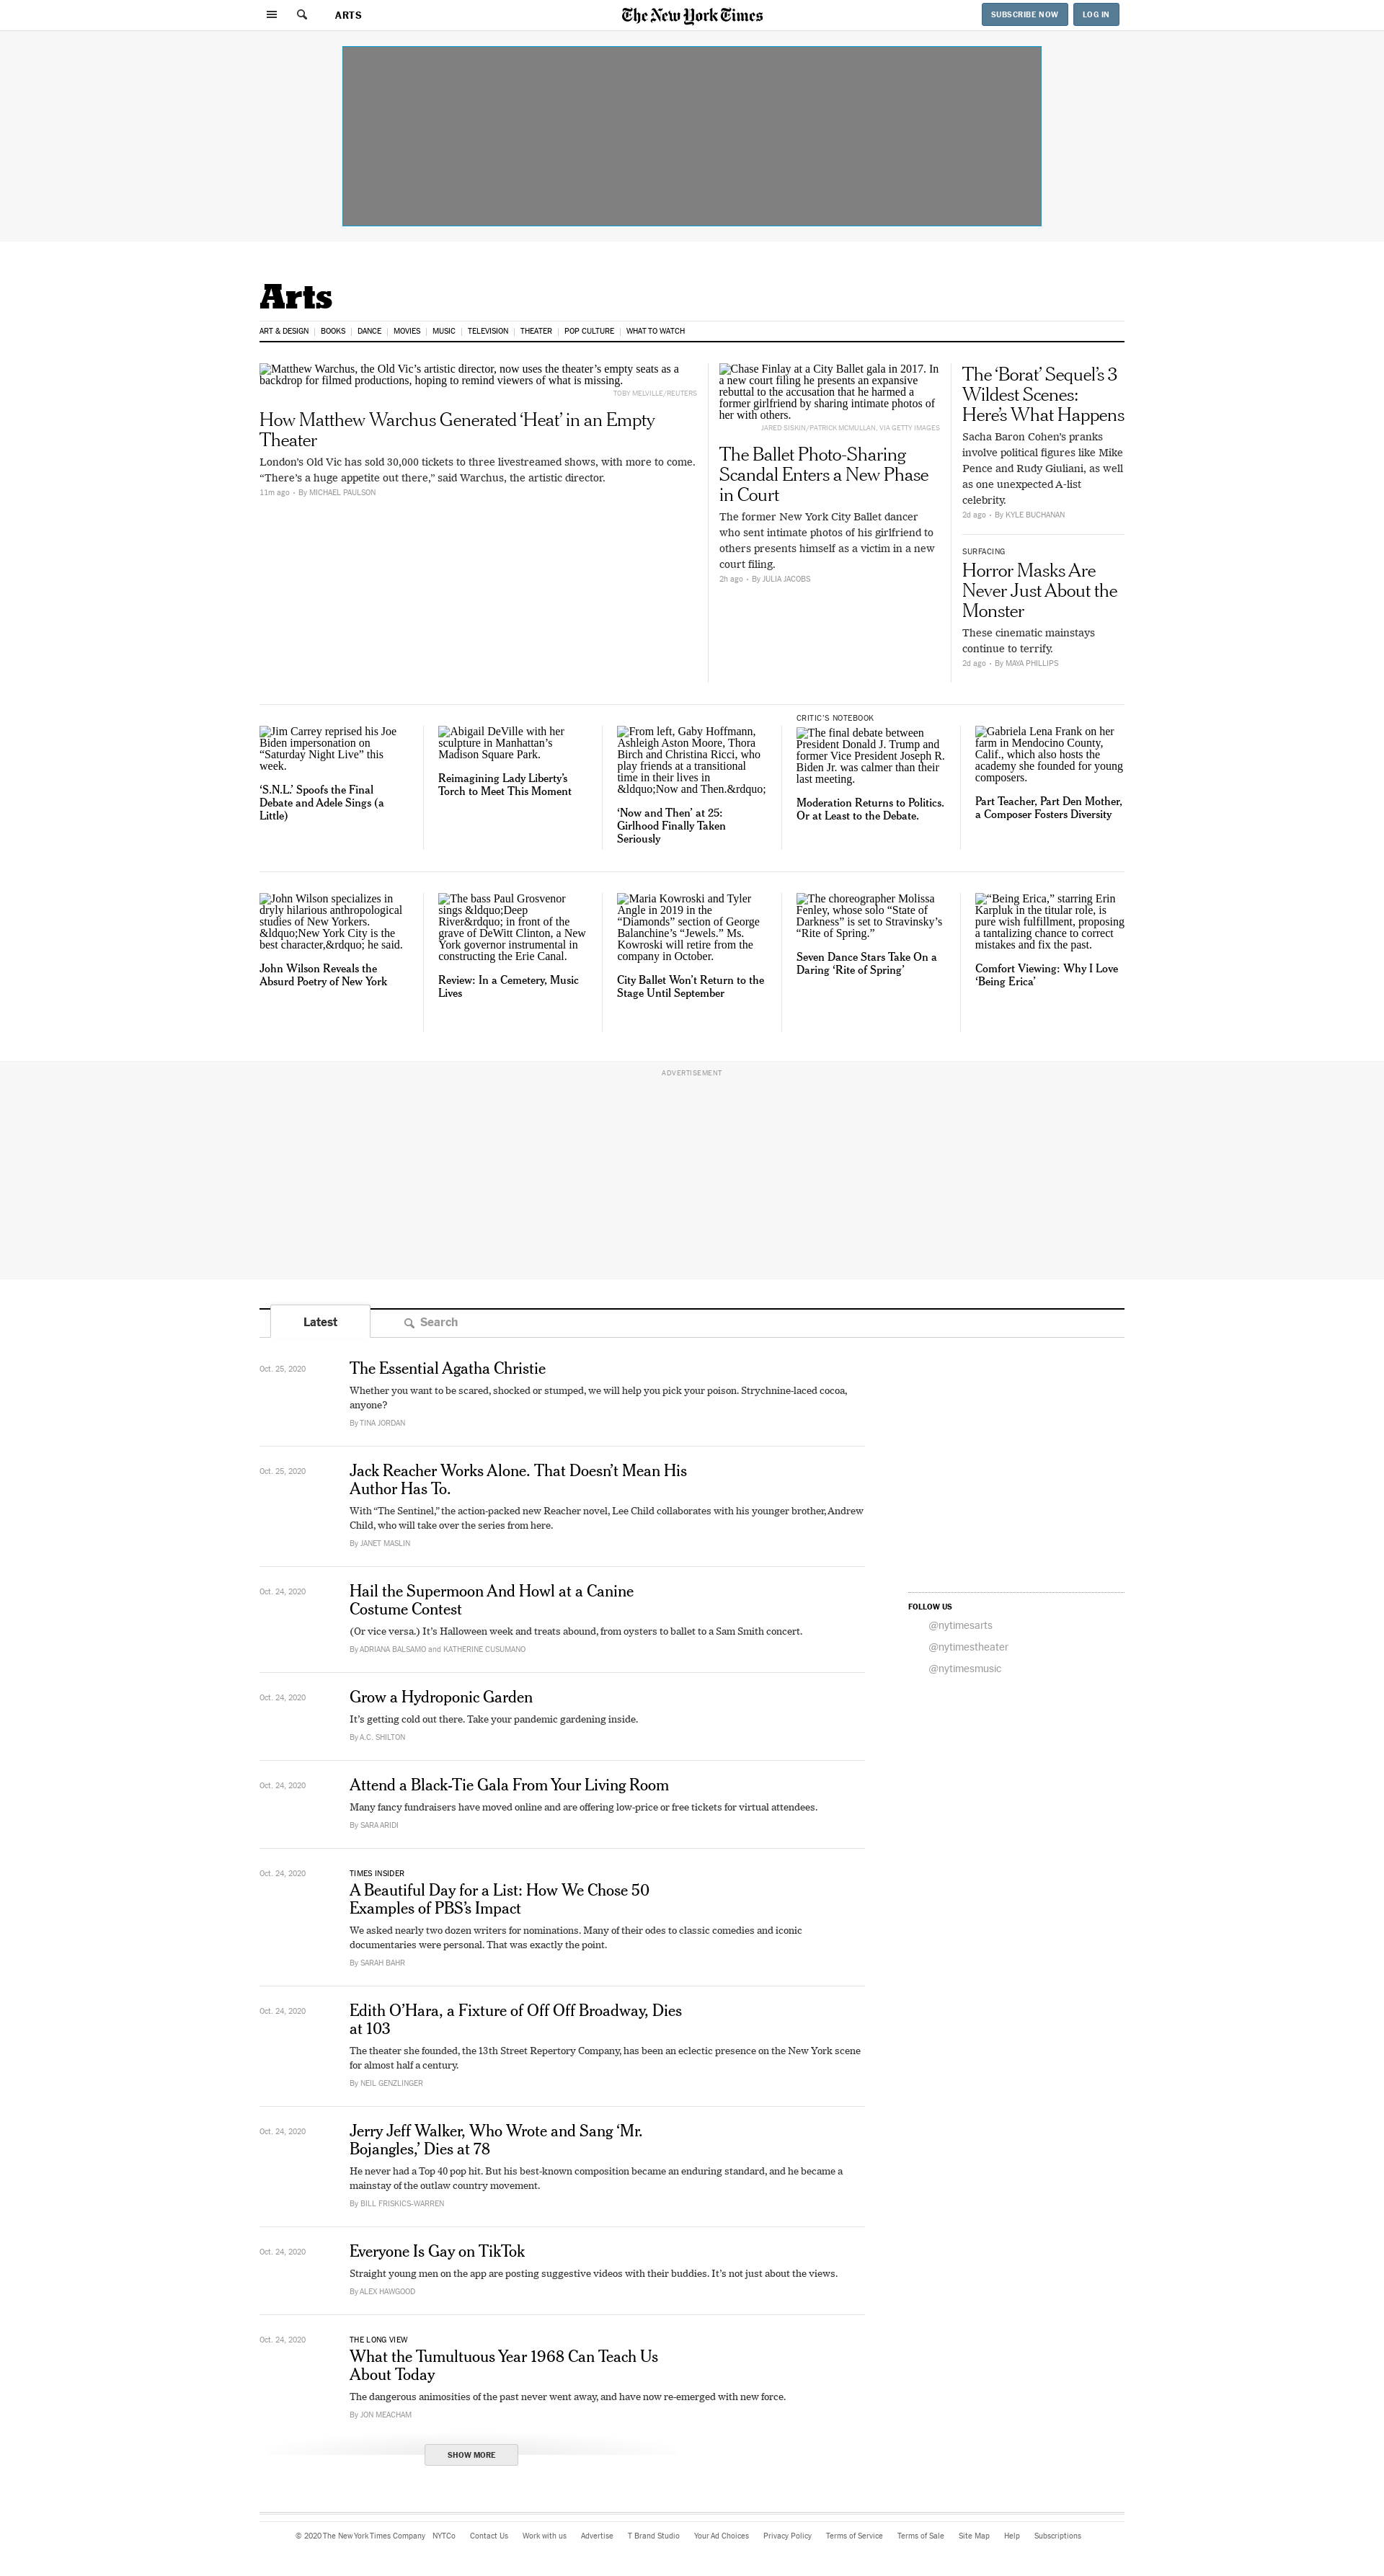 ARTS
The New York Times
SUBSCRIBE NOW
LOG IN
Arts
ART & DESIGN
BOOKS
DANCE
MOVIES
MUSIC
TELEVISION
THEATER
POP CULTURE
WHAT TO WATCH
Matthew Warchus, the Old Vic’s artistic director, now uses the theater’s empty seats as a
backdrop for filmed productions, hoping to remind viewers of what is missing.
TOBY MELVILLE/REUTERS
How Matthew Warchus Generated ‘Heat’ in an Empty
Theater
London’s Old Vic has sold 30,000 tickets to three livestreamed shows, with more to come.
“There’s a huge appetite out there,” said Warchus, the artistic director.
11m ago • By MICHAEL PAULSON
Chase Finlay at a City Ballet gala in 2017. In
a new court filing he presents an expansive
rebuttal to the accusation that he harmed a
former girlfriend by sharing intimate photos of
her with others.
JARED SISKIN/PATRICK MCMULLAN, VIA GETTY IMAGES
The Ballet Photo-Sharing
Scandal Enters a New Phase
in Court
The former New York City Ballet dancer
who sent intimate photos of his girlfriend to
others presents himself as a victim in a new
court filing.
2h ago • By JULIA JACOBS
The ‘Borat’ Sequel’s 3
Wildest Scenes:
Here’s What Happens
Sacha Baron Cohen’s pranks
involve political figures like Mike
Pence and Rudy Giuliani, as well
as one unexpected A-list
celebrity.
2d ago • By KYLE BUCHANAN
SURFACING
Horror Masks Are
Never Just About the
Monster
These cinematic mainstays
continue to terrify.
2d ago • By MAYA PHILLIPS
Jim Carrey reprised his Joe
Biden impersonation on
“Saturday Night Live” this
week.
‘S.N.L.’ Spoofs the Final
Debate and Adele Sings (a
Little)
Abigail DeVille with her
sculpture in Manhattan’s
Madison Square Park.
Reimagining Lady Liberty’s
Torch to Meet This Moment
From left, Gaby Hoffmann,
Ashleigh Aston Moore, Thora
Birch and Christina Ricci, who
play friends at a transitional
time in their lives in
&ldquo;Now and Then.&rdquo;
‘Now and Then’ at 25:
Girlhood Finally Taken
Seriously
CRITIC’S NOTEBOOK
The final debate between
President Donald J. Trump and
former Vice President Joseph R.
Biden Jr. was calmer than their
last meeting.
Moderation Returns to Politics.
Or at Least to the Debate.
Gabriela Lena Frank on her
farm in Mendocino County,
Calif., which also hosts the
academy she founded for young
composers.
Part Teacher, Part Den Mother,
a Composer Fosters Diversity
John Wilson specializes in
dryly hilarious anthropological
studies of New Yorkers.
&ldquo;New York City is the
best character,&rdquo; he said.
John Wilson Reveals the
Absurd Poetry of New York
The bass Paul Grosvenor
sings &ldquo;Deep
River&rdquo; in front of the
grave of DeWitt Clinton, a New
York governor instrumental in
constructing the Erie Canal.
Review: In a Cemetery, Music
Lives
Maria Kowroski and Tyler
Angle in 2019 in the
“Diamonds” section of George
Balanchine’s “Jewels.” Ms.
Kowroski will retire from the
company in October.
City Ballet Won’t Return to the
Stage Until September
The choreographer Molissa
Fenley, whose solo “State of
Darkness” is set to Stravinsky’s
“Rite of Spring.”
Seven Dance Stars Take On a
Daring ‘Rite of Spring’
“Being Erica,” starring Erin
Karpluk in the titular role, is
pure wish fulfillment, proposing
a tantalizing chance to correct
mistakes and fix the past.
Comfort Viewing: Why I Love
‘Being Erica’
ADVERTISEMENT
Latest
Search
Oct. 25, 2020
The Essential Agatha Christie
Whether you want to be scared, shocked or stumped, we will help you pick your poison. Strychnine-laced cocoa,
anyone?
By TINA JORDAN
Oct. 25, 2020
Jack Reacher Works Alone. That Doesn’t Mean His
Author Has To.
With “The Sentinel,” the action-packed new Reacher novel, Lee Child collaborates with his younger brother, Andrew
Child, who will take over the series from here.
By JANET MASLIN
Oct. 24, 2020
Hail the Supermoon And Howl at a Canine
Costume Contest
(Or vice versa.) It’s Halloween week and treats abound, from oysters to ballet to a Sam Smith concert.
By ADRIANA BALSAMO and KATHERINE CUSUMANO
Oct. 24, 2020
Grow a Hydroponic Garden
It’s getting cold out there. Take your pandemic gardening inside.
By A.C. SHILTON
Oct. 24, 2020
Attend a Black-Tie Gala From Your Living Room
Many fancy fundraisers have moved online and are offering low-price or free tickets for virtual attendees.
By SARA ARIDI
Oct. 24, 2020
TIMES INSIDER
A Beautiful Day for a List: How We Chose 50
Examples of PBS’s Impact
We asked nearly two dozen writers for nominations. Many of their odes to classic comedies and iconic
documentaries were personal. That was exactly the point.
By SARAH BAHR
Oct. 24, 2020
Edith O’Hara, a Fixture of Off Off Broadway, Dies
at 103
The theater she founded, the 13th Street Repertory Company, has been an eclectic presence on the New York scene
for almost half a century.
By NEIL GENZLINGER
Oct. 24, 2020
Jerry Jeff Walker, Who Wrote and Sang ‘Mr.
Bojangles,’ Dies at 78
He never had a Top 40 pop hit. But his best-known composition became an enduring standard, and he became a
mainstay of the outlaw country movement.
By BILL FRISKICS-WARREN
Oct. 24, 2020
Everyone Is Gay on TikTok
Straight young men on the app are posting suggestive videos with their buddies. It’s not just about the views.
By ALEX HAWGOOD
Oct. 24, 2020
THE LONG VIEW
What the Tumultuous Year 1968 Can Teach Us
About Today
The dangerous animosities of the past never went away, and have now re-emerged with new force.
By JON MEACHAM
SHOW MORE
FOLLOW US
@nytimesarts
@nytimestheater
@nytimesmusic
© 2020 The New York Times Company NYTCo Contact Us Work with us Advertise T Brand Studio Your Ad Choices Privacy Policy Terms of Service Terms of Sale Site Map Help Subscriptions